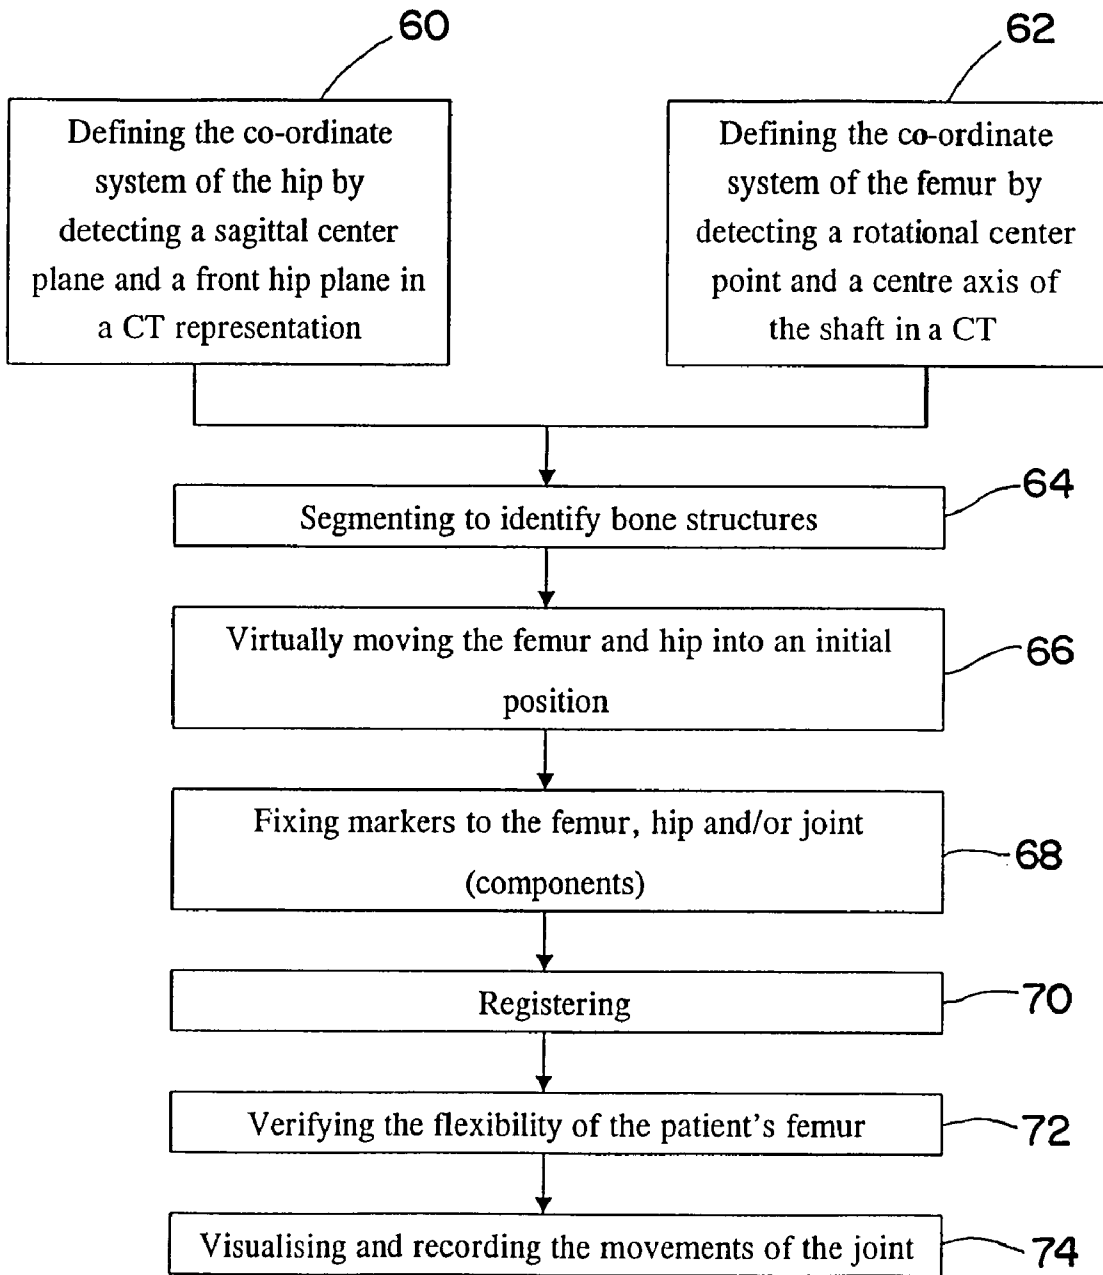 60
Defining the co-ordinate
system of the hip by
detecting a sagittal center
plane and a front hip plane in
a CT representation
62
Defining the co-ordinate
system of the femur by
detecting a rotational center
point and a centre axis of
the shaft in a CT
64
Segmenting to identify bone structures
66
Virtually moving the femur and hip into an initial
position
68
Fixing markers to the femur, hip and/or joint
(components)
70
Registering
72
Verifying the flexibility of the patient's femur
74
Visualising and recording the movements of the joint